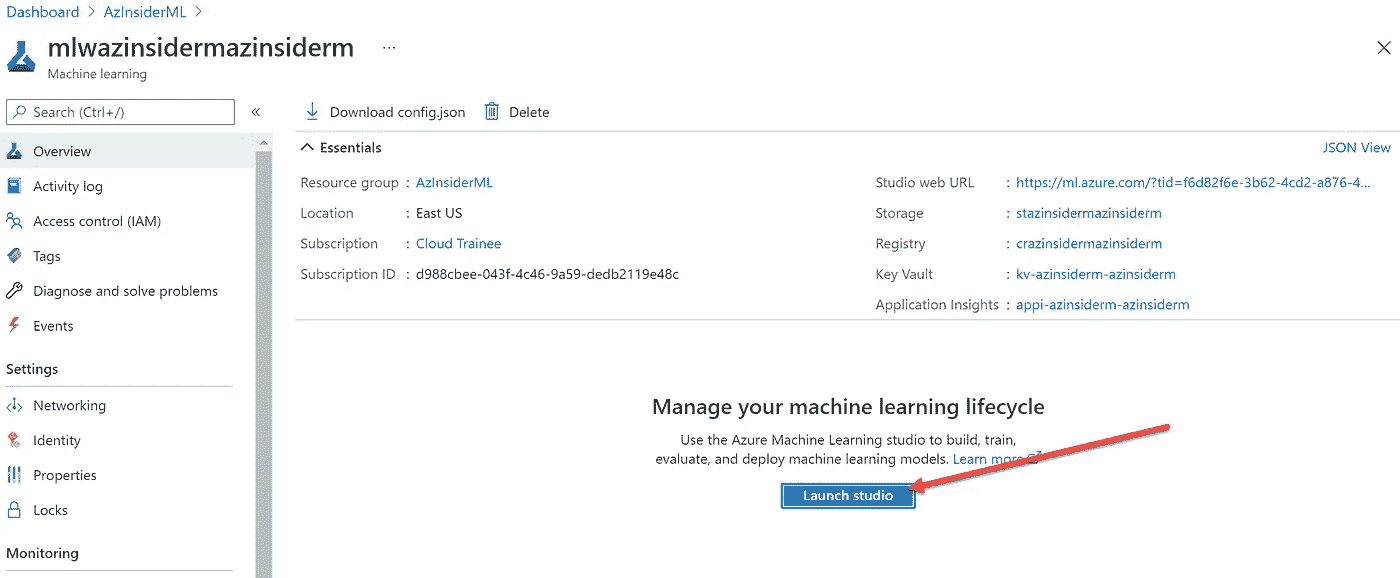 Dashboard > AzInsiderML >
mlwazinsidermazinsiderm ...
Machine learning
Search (Ctrl+/) «
Download config.json Delete
Overview
Activity log
Access control (IAM)
Tags
Diagnose and solve problems
Events
Settings
Networking
Identity
Properties
Locks
Monitoring
Essentials JSON View
Resource group : AzInsiderML
Location : East US
Subscription : Cloud Trainee
Subscription ID : d988cbee-043f-4c46-9a59-dedb2119e48c
Studio web URL : https://ml.azure.com/?tid=f6d82f6e-3b62-4cd2-a876-4...
Storage : stazinsidermazinsiderm
Registry : crazinsidermazinsiderm
Key Vault : kv-azinsiderm-azinsiderm
Application Insights : appi-azinsiderm-azinsiderm
Manage your machine learning lifecycle
Use the Azure Machine Learning studio to build, train,
evaluate, and deploy machine learning models. Learn more
Launch studio